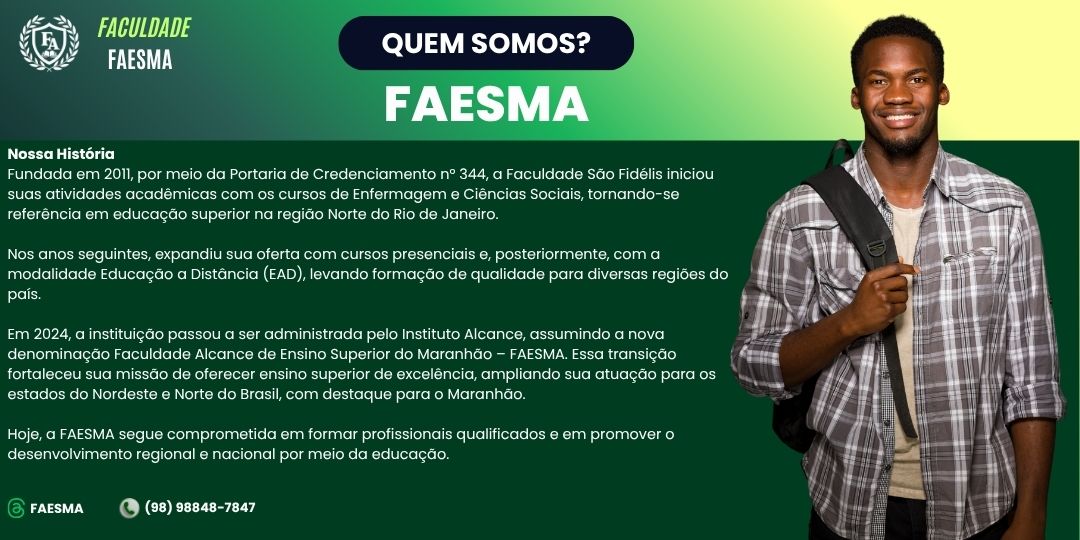 FA
FACULDADE
FAESMA
QUEM SOMOS?
FAESMA
Nossa História
Fundada em 2011, por meio da Portaria de Credenciamento nº 344, a Faculdade São Fidélis iniciou
suas atividades acadêmicas com os cursos de Enfermagem e Ciências Sociais, tornando-se
referência em educação superior na região Norte do Rio de Janeiro.
Nos anos seguintes, expandiu sua oferta com cursos presenciais e, posteriormente, com a
modalidade Educação a Distância (EAD), levando formação de qualidade para diversas regiões do
país.
Em 2024, a instituição passou a ser administrada pelo Instituto Alcance, assumindo a nova
denominação Faculdade Alcance de Ensino Superior do Maranhão – FAESMA. Essa transição
fortaleceu sua missão de oferecer ensino superior de excelência, ampliando sua atuação para os
estados do Nordeste e Norte do Brasil, com destaque para o Maranhão.
Hoje, a FAESMA segue comprometida em formar profissionais qualificados e em promover o
desenvolvimento regional e nacional por meio da educação.
FAESMA
(98) 98848-7847